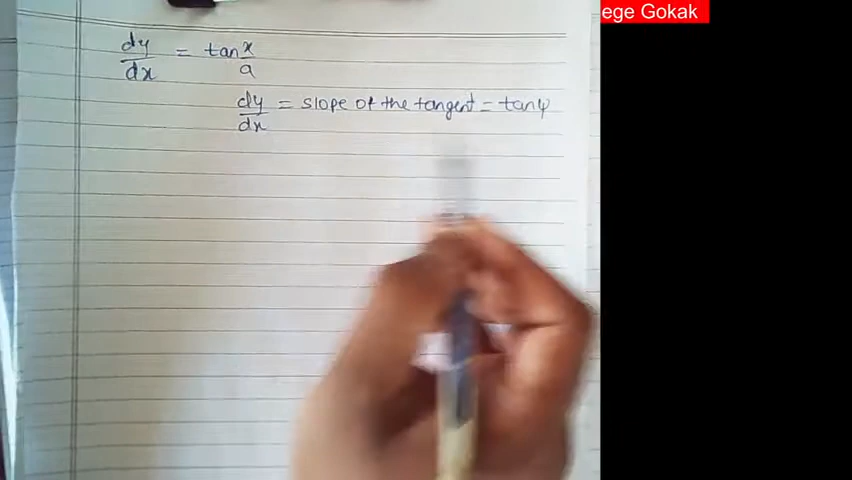 ege Gokak
dy/dx = tan x/a
dy/dx = slope of the tangent = tanψ